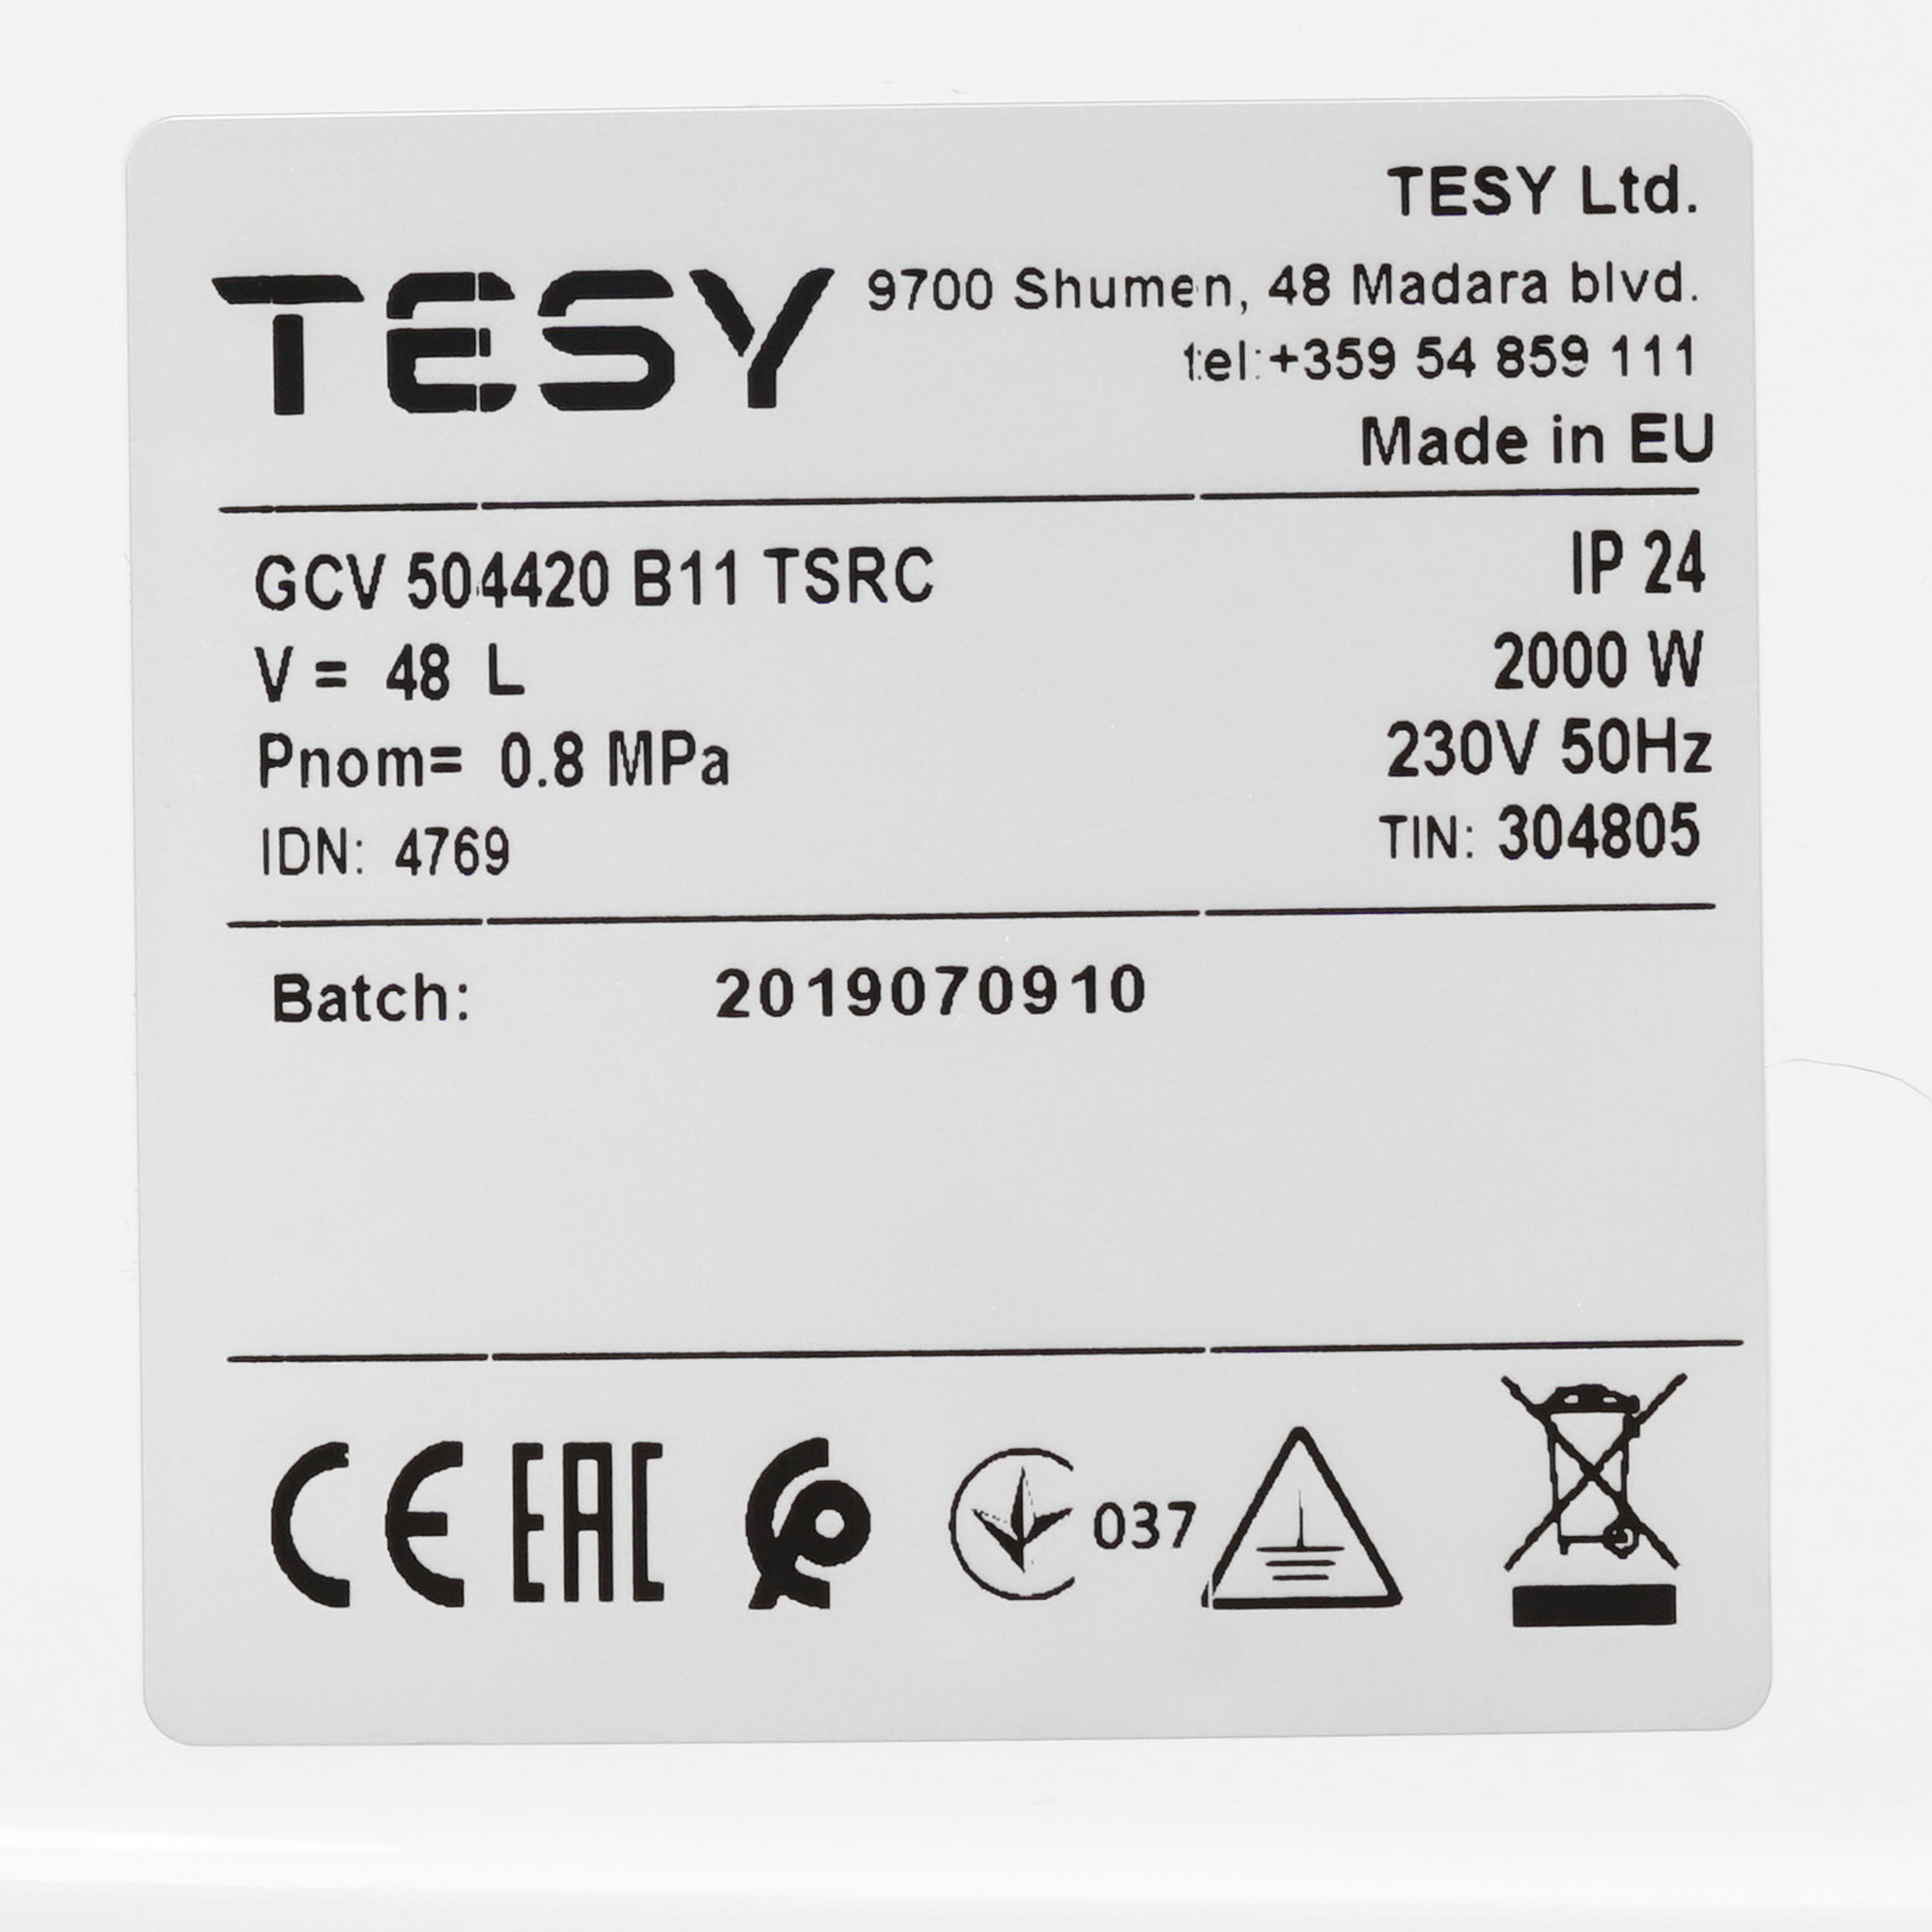 TESY Ltd.
TESY
9700 Shumen, 48 Madara blvd.
tel:+359 54 859 111
Made in EU
GCV 504420 B11 TSRC
IP 24
V = 48 L
2000 W
Pnom= 0.8 MPa
230V 50Hz
IDN: 4769
TIN: 304805
Batch: 2019070910
CE EAC
037